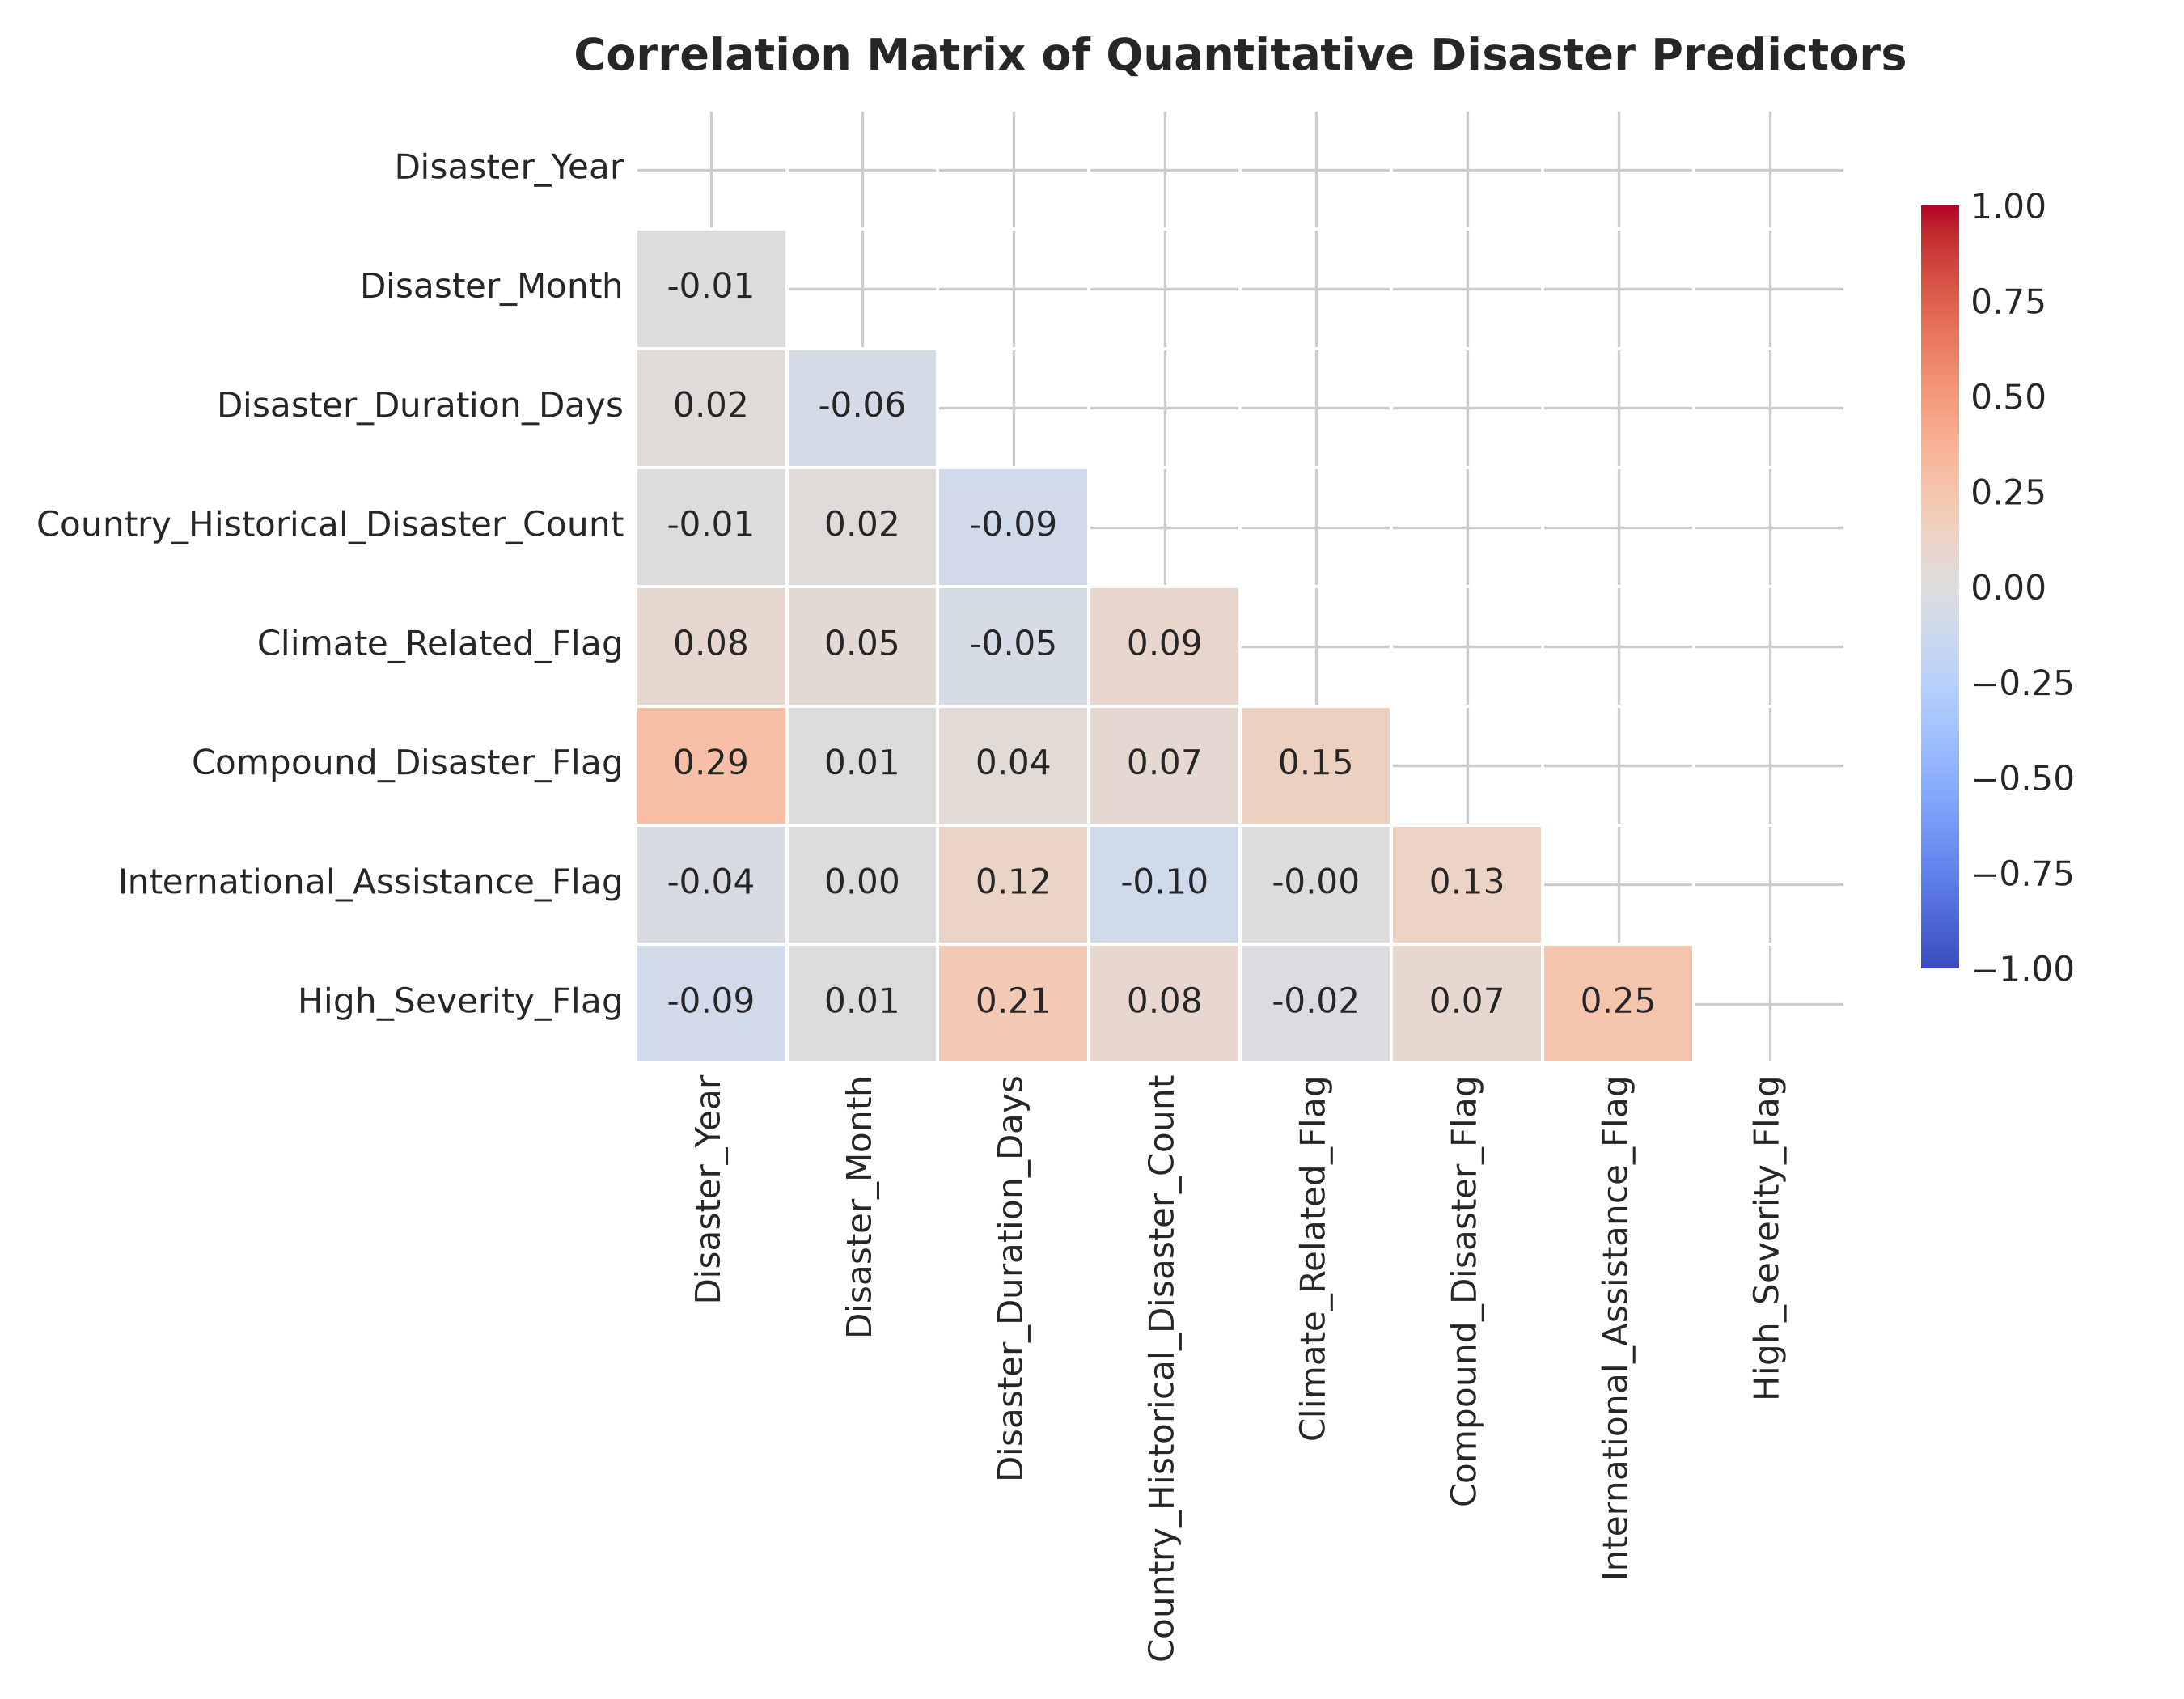 Correlation Matrix of Quantitative Disaster Predictors
Disaster_Year
Disaster_Month -0.01
Disaster_Duration_Days 0.02 -0.06
Country_Historical_Disaster_Count -0.01 0.02 -0.09
Climate_Related_Flag 0.08 0.05 -0.05 0.09
Compound_Disaster_Flag 0.29 0.01 0.04 0.07 0.15
International_Assistance_Flag -0.04 0.00 0.12 -0.10 -0.00 0.13
High_Severity_Flag -0.09 0.01 0.21 0.08 -0.02 0.07 0.25
Disaster_Year
Disaster_Month
Disaster_Duration_Days
Country_Historical_Disaster_Count
Climate_Related_Flag
Compound_Disaster_Flag
International_Assistance_Flag
High_Severity_Flag
1.00
0.75
0.50
0.25
0.00
−0.25
−0.50
−0.75
−1.00